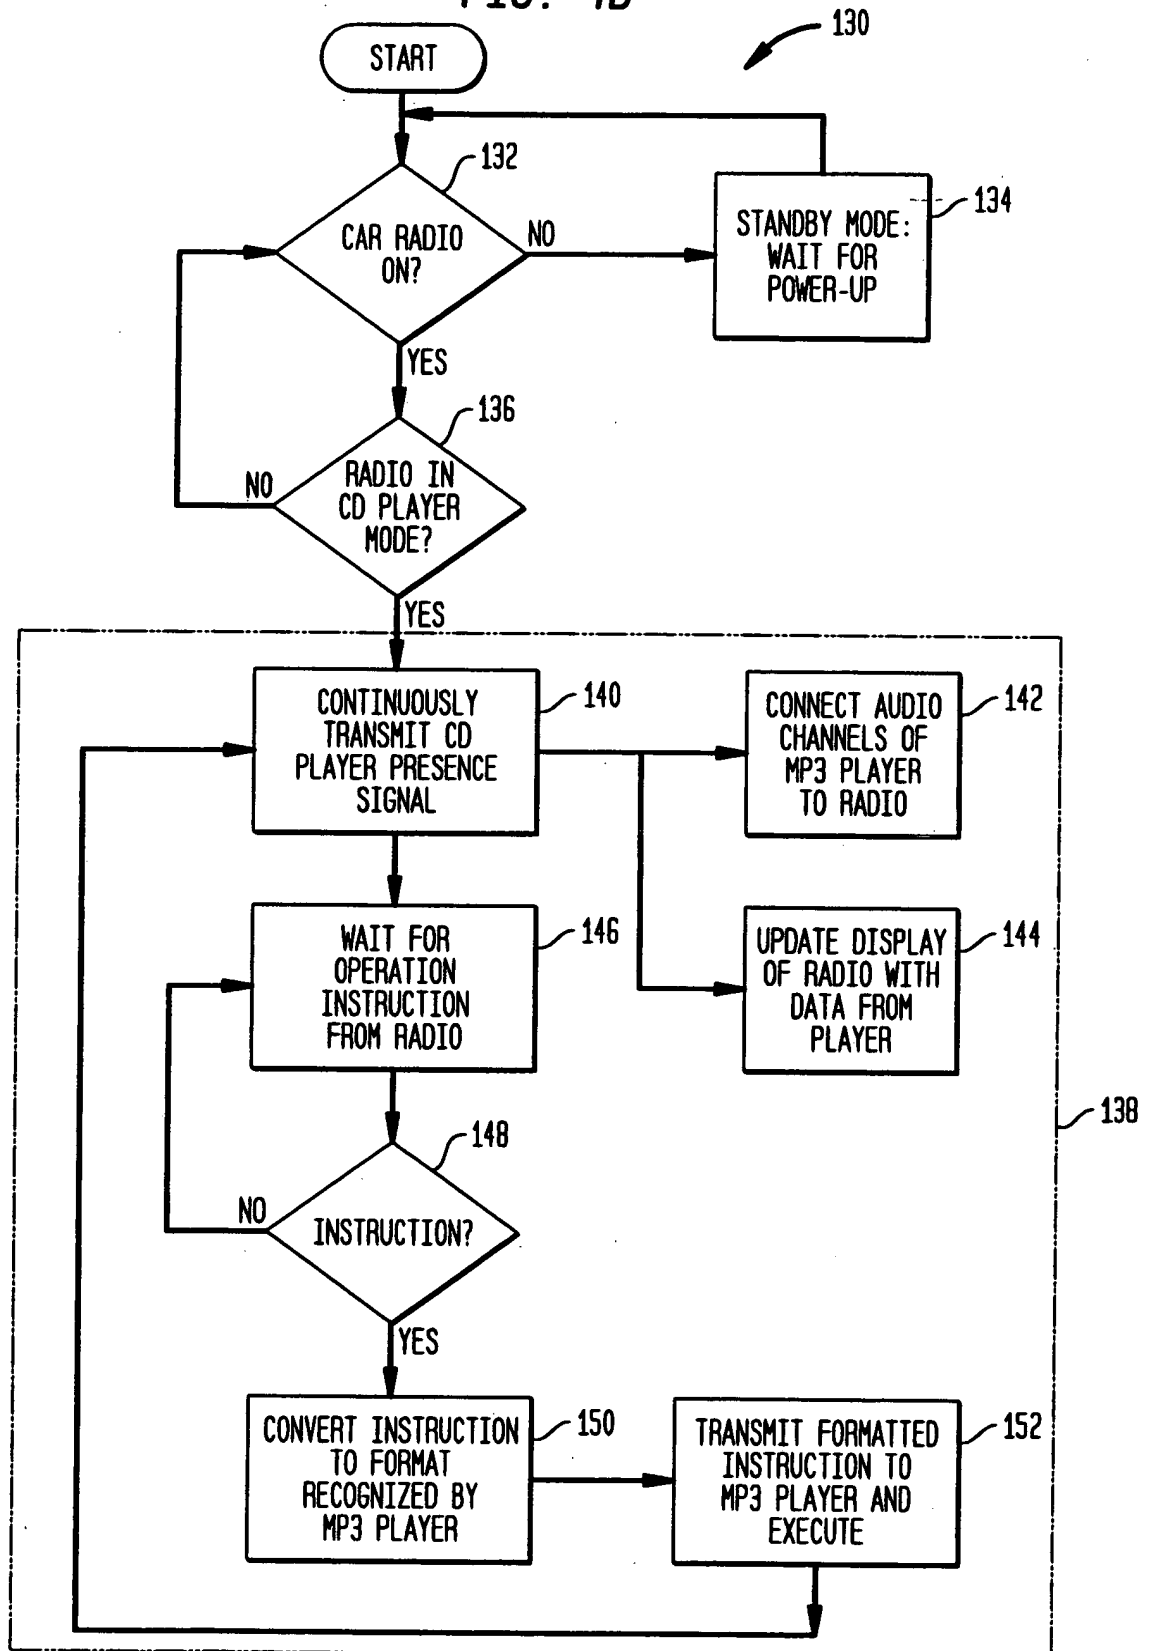 130
START
132
CAR RADIO
ON?
NO
STANDBY MODE:
WAIT FOR
POWER-UP
134
YES
136
RADIO IN
CD PLAYER
MODE?
NO
YES
CONTINUOUSLY
TRANSMIT CD
PLAYER PRESENCE
SIGNAL
140
CONNECT AUDIO
CHANNELS OF
MP3 PLAYER
TO RADIO
142
WAIT FOR
OPERATION
INSTRUCTION
FROM RADIO
146
UPDATE DISPLAY
OF RADIO WITH
DATA FROM
PLAYER
144
138
148
INSTRUCTION?
NO
YES
CONVERT INSTRUCTION
TO FORMAT
RECOGNIZED BY
MP3 PLAYER
150
TRANSMIT FORMATTED
INSTRUCTION TO
MP3 PLAYER AND
EXECUTE
152